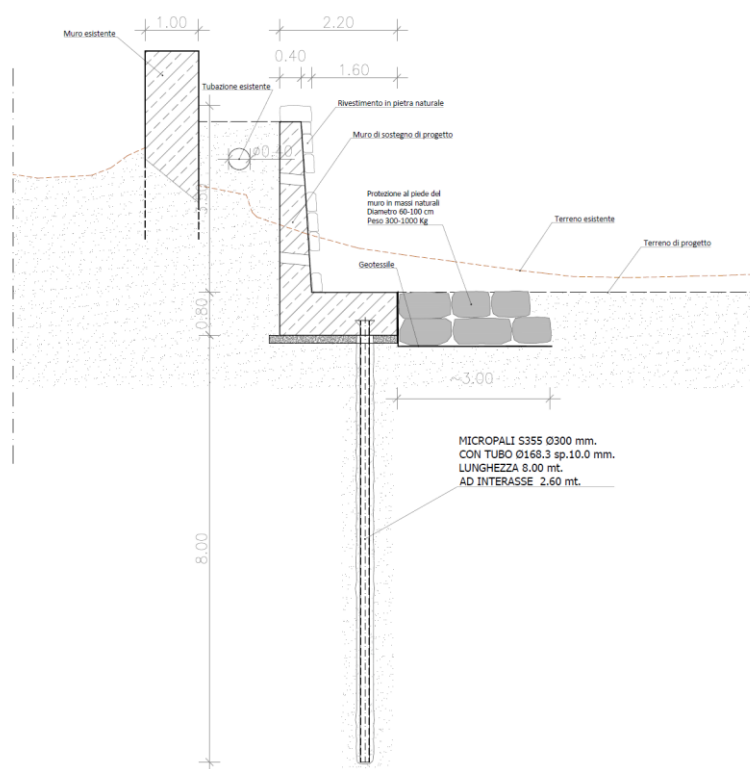 1.00
2.20
Muro esistente
0.40
1.60
Tubazione esistente
Rivestimento in pietra naturale
Muro di sostegno di progetto
Ø0.40
Protezione al piede del
muro in massi naturali
Diametro 60-100 cm
Peso 300-1000 Kg
Terreno esistente
Terreno di progetto
Geotessile
0.80
~3.00
MICROPALI S355 Ø300 mm.
CON TUBO Ø168.3 sp.10.0 mm.
LUNGHEZZA 8.00 mt.
AD INTERASSE 2.60 mt.
8.00